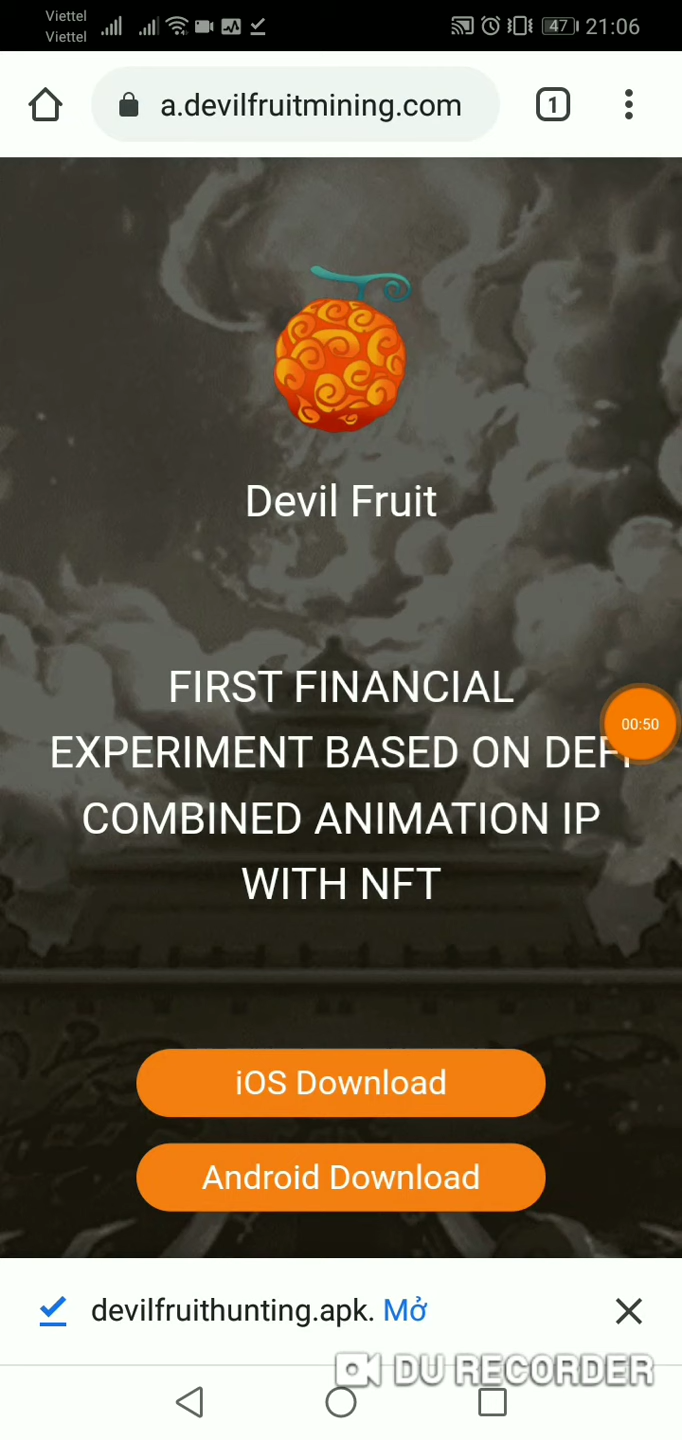 Viettel
Viettel
47
21:06
a.devilfruitmining.com
1
Devil Fruit
FIRST FINANCIAL
EXPERIMENT BASED ON DEFI
00:50
COMBINED ANIMATION IP
WITH NFT
iOS Download
Android Download
devilfruithunting.apk. Mở
DU RECORDER